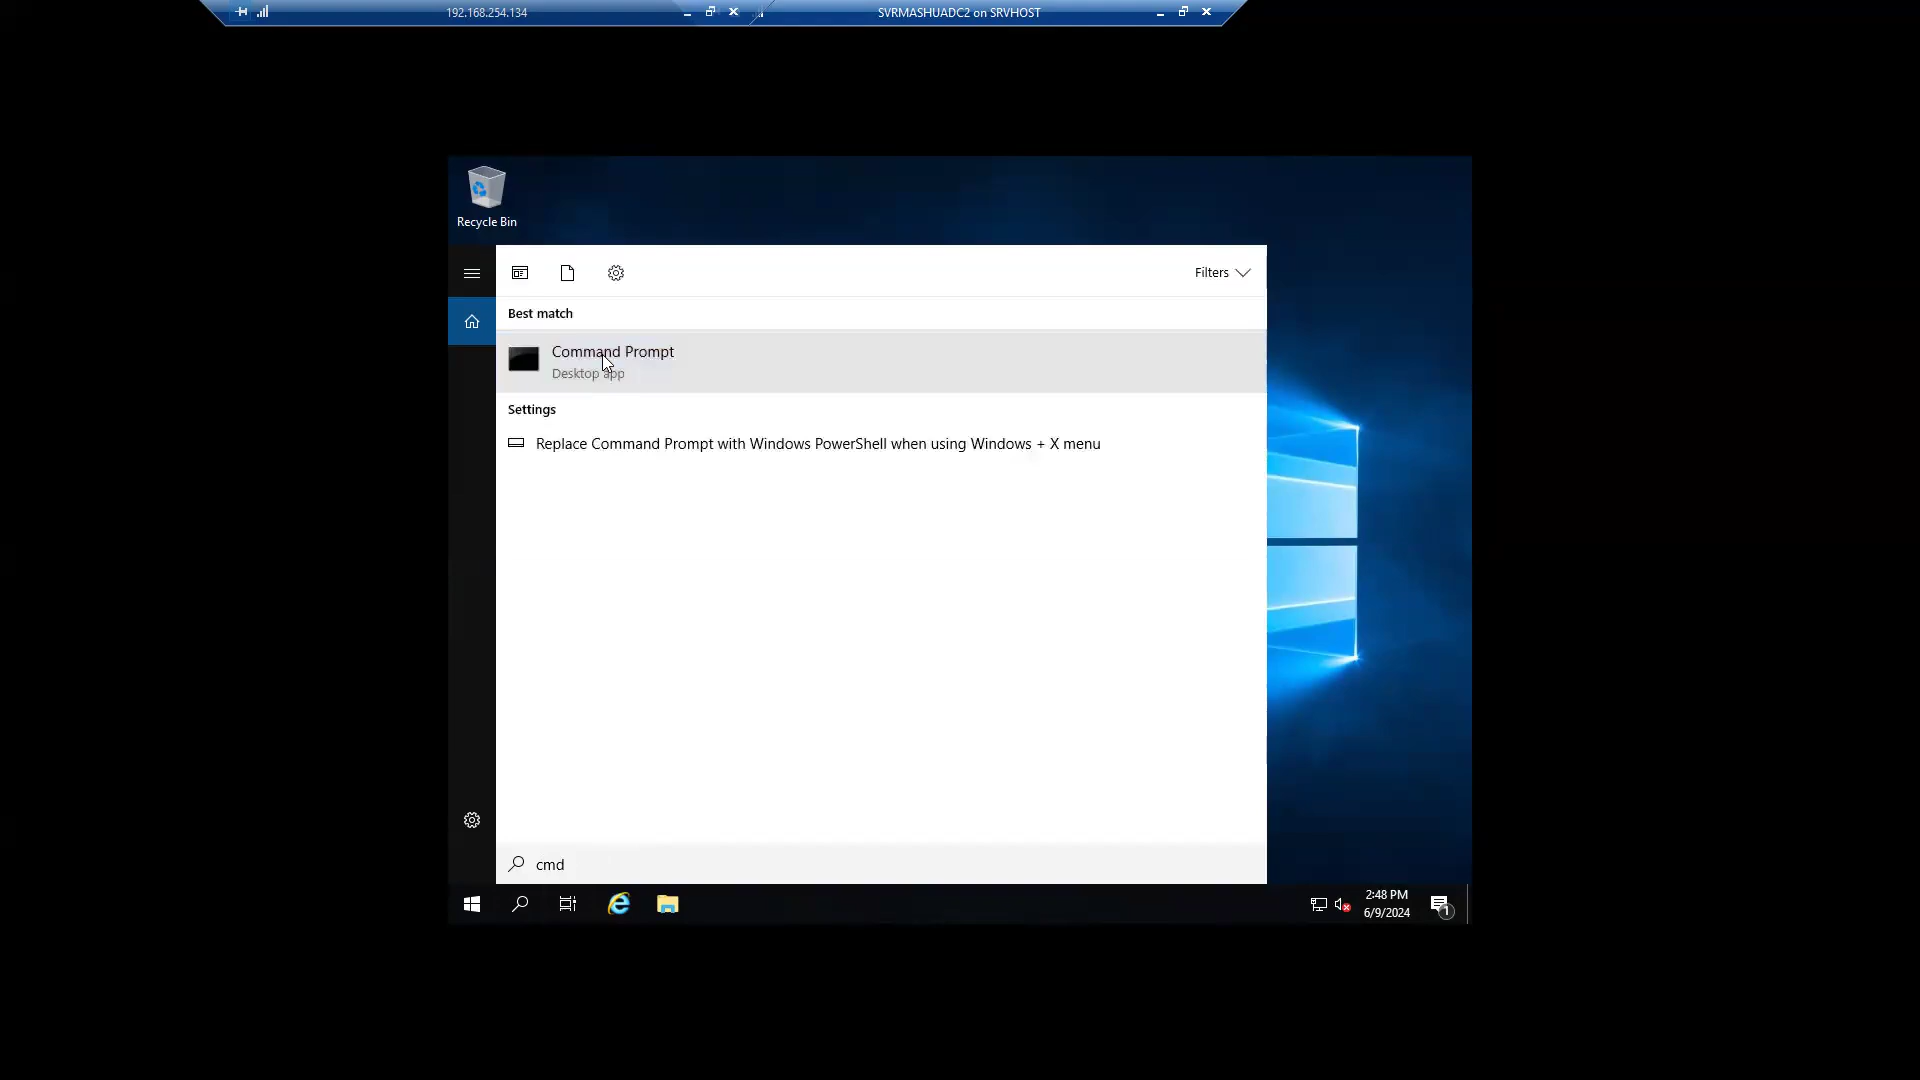 192.168.254.134
SVRMASHUADC2 on SRVHOST
Recycle Bin
Filters
Best match
Command Prompt
Desktop app
Settings
Replace Command Prompt with Windows PowerShell when using Windows + X menu
cmd
2:48 PM
6/9/2024
1